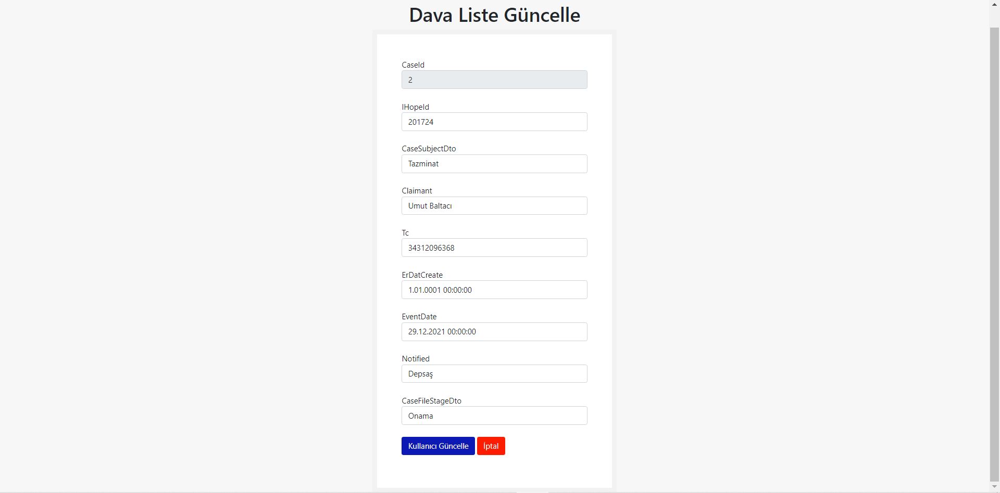 Dava Liste Güncelle
CaseId
2
IHopeId
201724
CaseSubjectDto
Tazminat
Claimant
Umut Baltacı
Tc
34312096368
ErDatCreate
1.01.0001 00:00:00
EventDate
29.12.2021 00:00:00
Notified
Depsaş
CaseFileStageDto
Onama
Kullanıcı Güncelle İptal